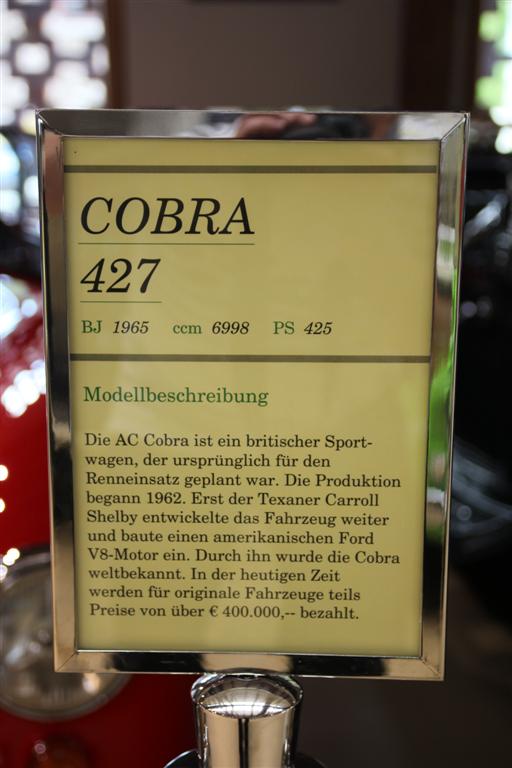 COBRA
427
BJ 1965 ccm 6998 PS 425
Modellbeschreibung
Die AC Cobra ist ein britischer Sport-
wagen, der ursprünglich für den
Renneinsatz geplant war. Die Produktion
begann 1962. Erst der Texaner Carroll
Shelby entwickelte das Fahrzeug weiter
und baute einen amerikanischen Ford
V8-Motor ein. Durch ihn wurde die Cobra
weltbekannt. In der heutigen Zeit
werden für originale Fahrzeuge teils
Preise von über € 400.000,-- bezahlt.